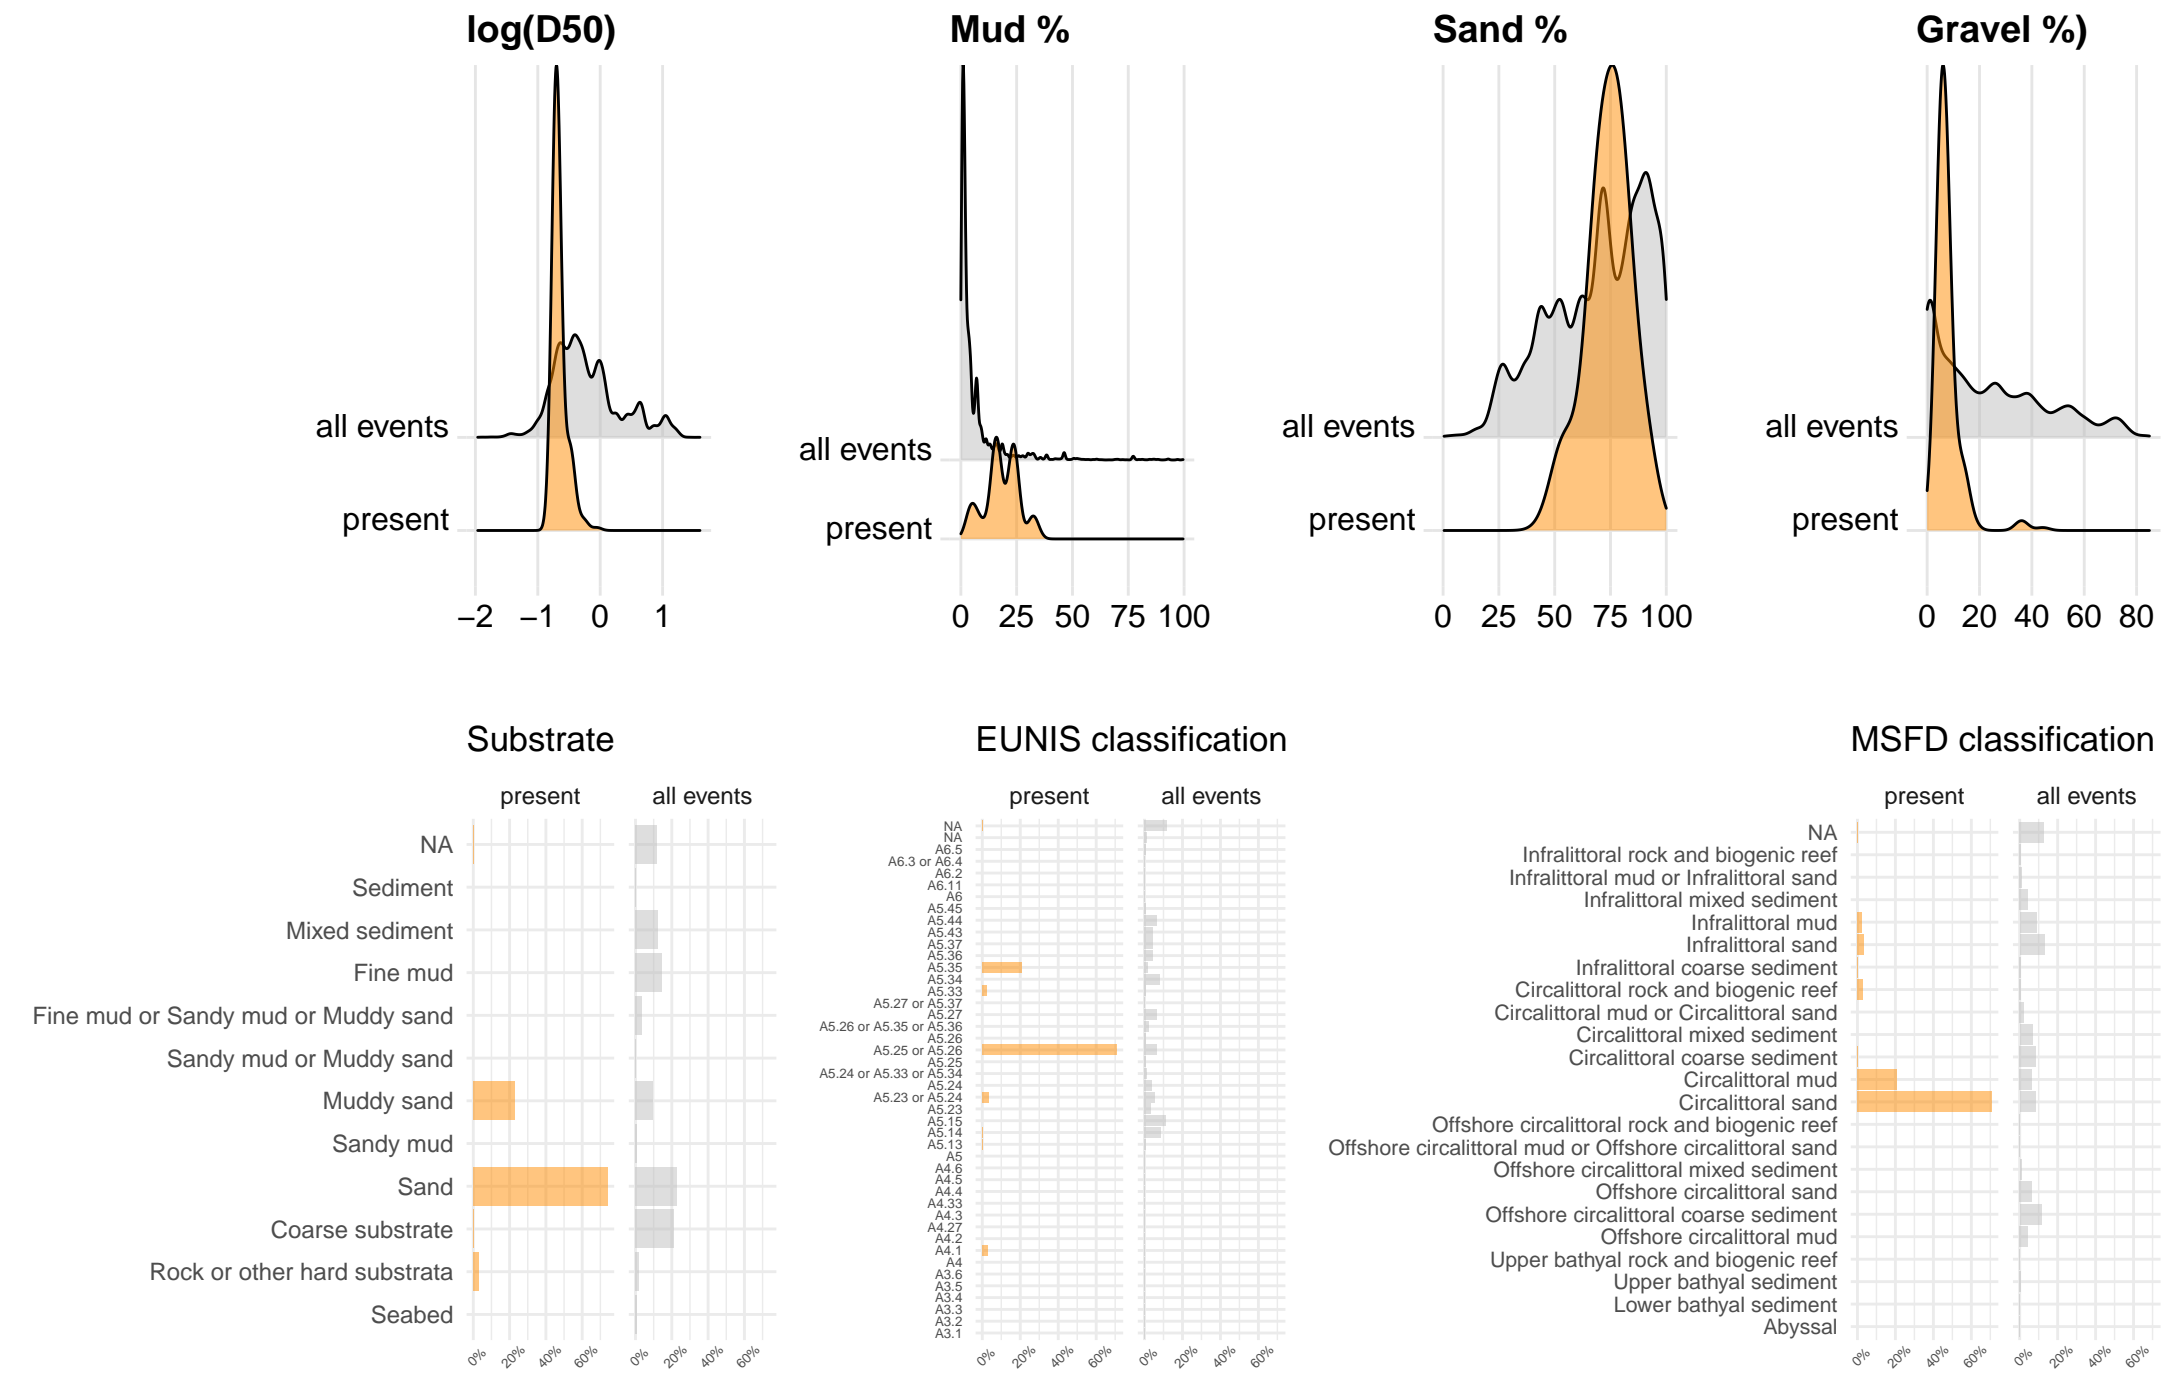 log(D50)
Mud %
Sand %
Gravel %)
all events
present
−2 −1 0 1
all events
present
0 25 50 75 100
all events
present
0 25 50 75 100
all events
present
0 20 40 60 80
Substrate
present all events
NA
Sediment
Mixed sediment
Fine mud
Fine mud or Sandy mud or Muddy sand
Sandy mud or Muddy sand
Muddy sand
Sandy mud
Sand
Coarse substrate
Rock or other hard substrata
Seabed
0% 20% 40% 60% 0% 20% 40% 60%
EUNIS classification
present all events
NA
NA
A6.5
A6.3 or A6.4
A6.2
A6.11
A6
A5.45
A5.44
A5.43
A5.37
A5.36
A5.35
A5.34
A5.33
A5.27 or A5.37
A5.27
A5.26 or A5.35 or A5.36
A5.26
A5.25 or A5.26
A5.25
A5.24 or A5.33 or A5.34
A5.24
A5.23 or A5.24
A5.23
A5.15
A5.14
A5.13
A5
A4.6
A4.5
A4.4
A4.33
A4.3
A4.27
A4.2
A4.1
A4
A3.6
A3.5
A3.4
A3.3
A3.2
A3.1
0% 20% 40% 60% 0% 20% 40% 60%
MSFD classification
present all events
NA
Infralittoral rock and biogenic reef
Infralittoral mud or Infralittoral sand
Infralittoral mixed sediment
Infralittoral mud
Infralittoral sand
Infralittoral coarse sediment
Circalittoral rock and biogenic reef
Circalittoral mud or Circalittoral sand
Circalittoral mixed sediment
Circalittoral coarse sediment
Circalittoral mud
Circalittoral sand
Offshore circalittoral rock and biogenic reef
Offshore circalittoral mud or Offshore circalittoral sand
Offshore circalittoral mixed sediment
Offshore circalittoral sand
Offshore circalittoral coarse sediment
Offshore circalittoral mud
Upper bathyal rock and biogenic reef
Upper bathyal sediment
Lower bathyal sediment
Abyssal
0% 20% 40% 60% 0% 20% 40% 60%